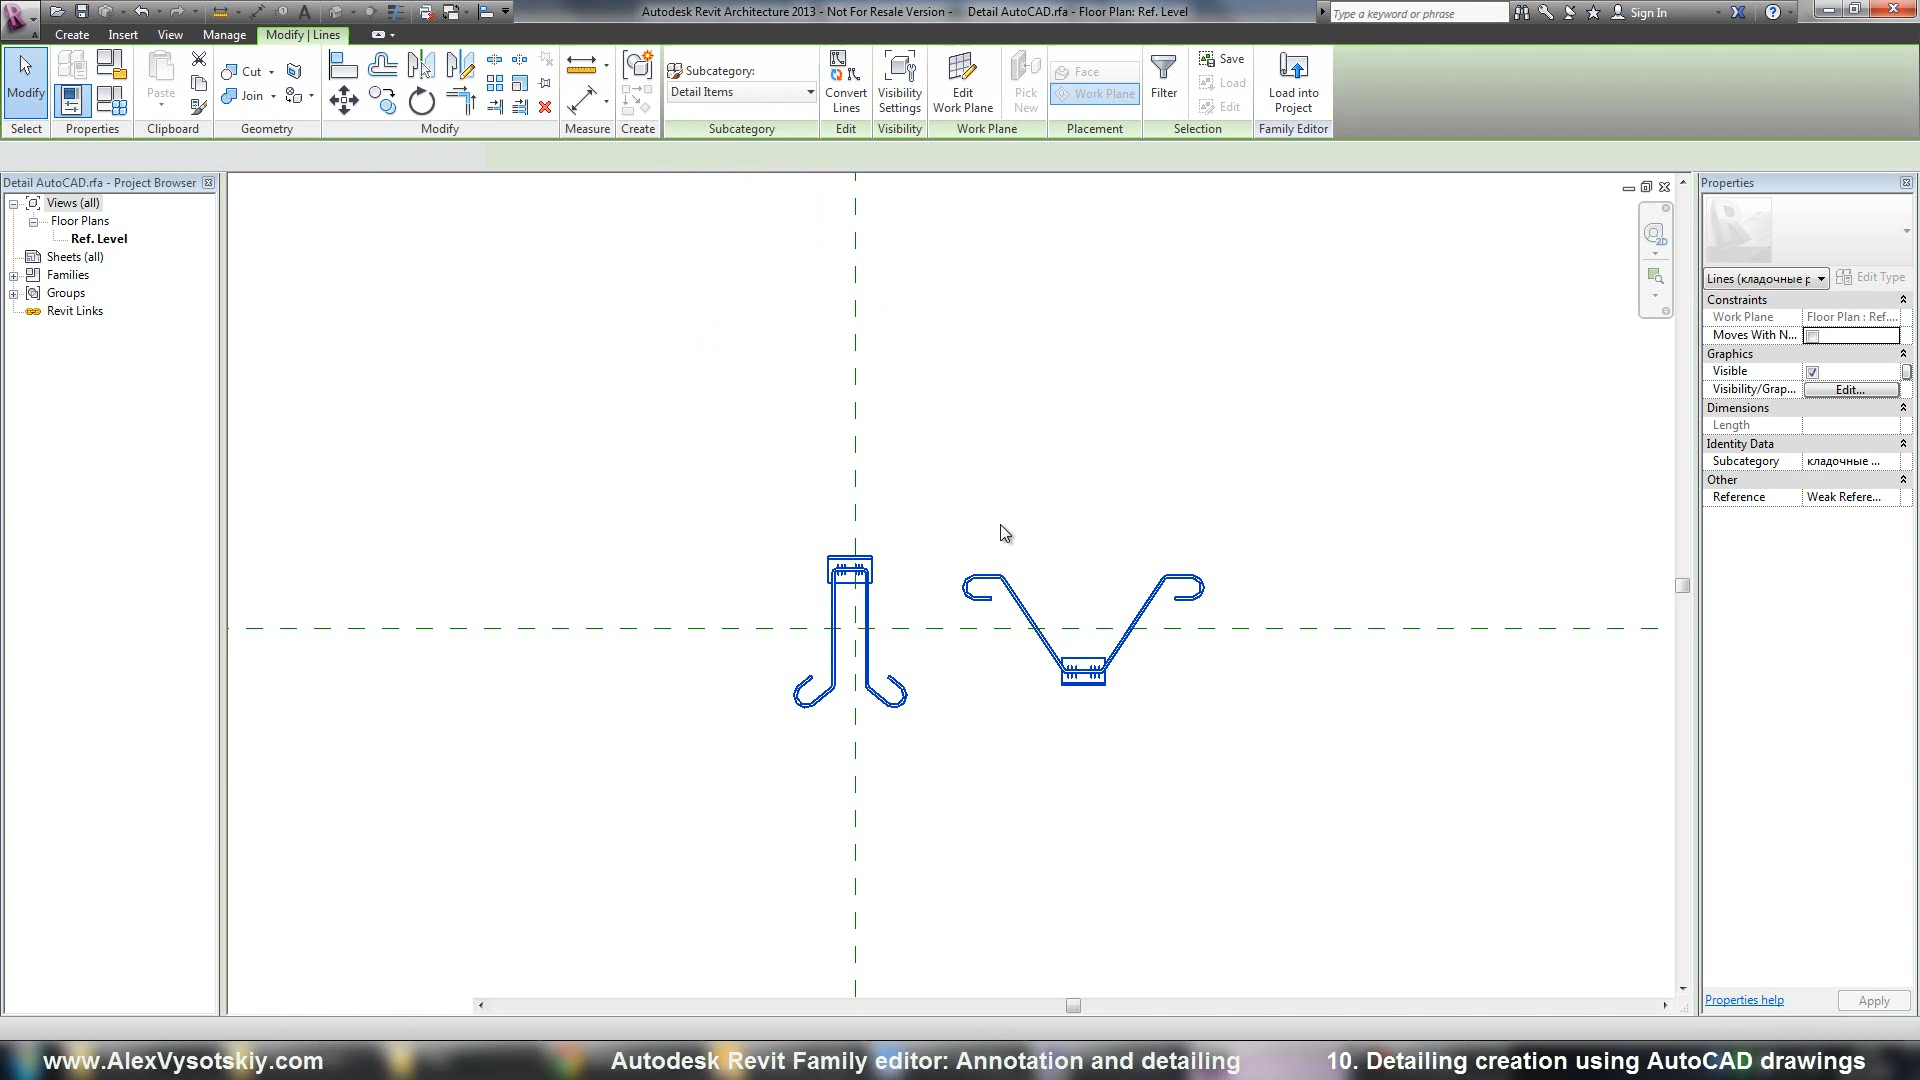 Autodesk Revit Architecture 2013 - Not For Resale Version - Detail AutoCAD.rfa - Floor Plan: Ref. Level
Type a keyword or phrase
Sign In
Create Insert View Manage Modify | Lines
Modify
Paste
Cut
Join
Subcategory:
Detail Items
Convert Lines
Visibility Settings
Edit Work Plane
Pick New
Face
Work Plane
Filter
Save
Load
Edit
Load into Project
Select Properties Clipboard Geometry Modify Measure Create Subcategory Edit Visibility Work Plane Placement Selection Family Editor
Detail AutoCAD.rfa - Project Browser
Views (all)
Floor Plans
Ref. Level
Sheets (all)
Families
Groups
Revit Links
2D
Properties
Lines (кладочные р
Edit Type
Constraints
Work Plane Floor Plan : Ref....
Moves With N...
Graphics
Visible
Visibility/Grap... Edit...
Dimensions
Length
Identity Data
Subcategory кладочные ...
Other
Reference Weak Refere...
Properties help
Apply
www.AlexVysotskiy.com
Autodesk Revit Family editor: Annotation and detailing
10. Detailing creation using AutoCAD drawings